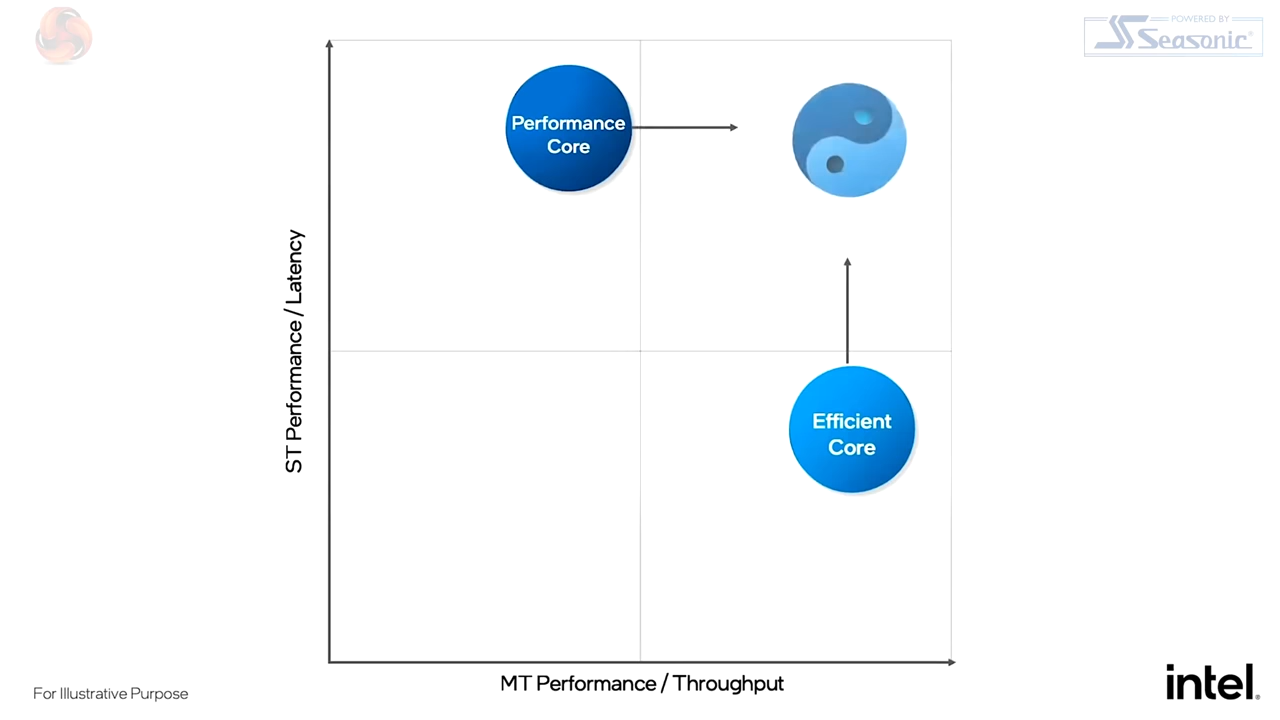 POWERED BY
Seasonic®
Performance
Core
ST Performance / Latency
Efficient
Core
MT Performance / Throughput
For Illustrative Purpose
intel®